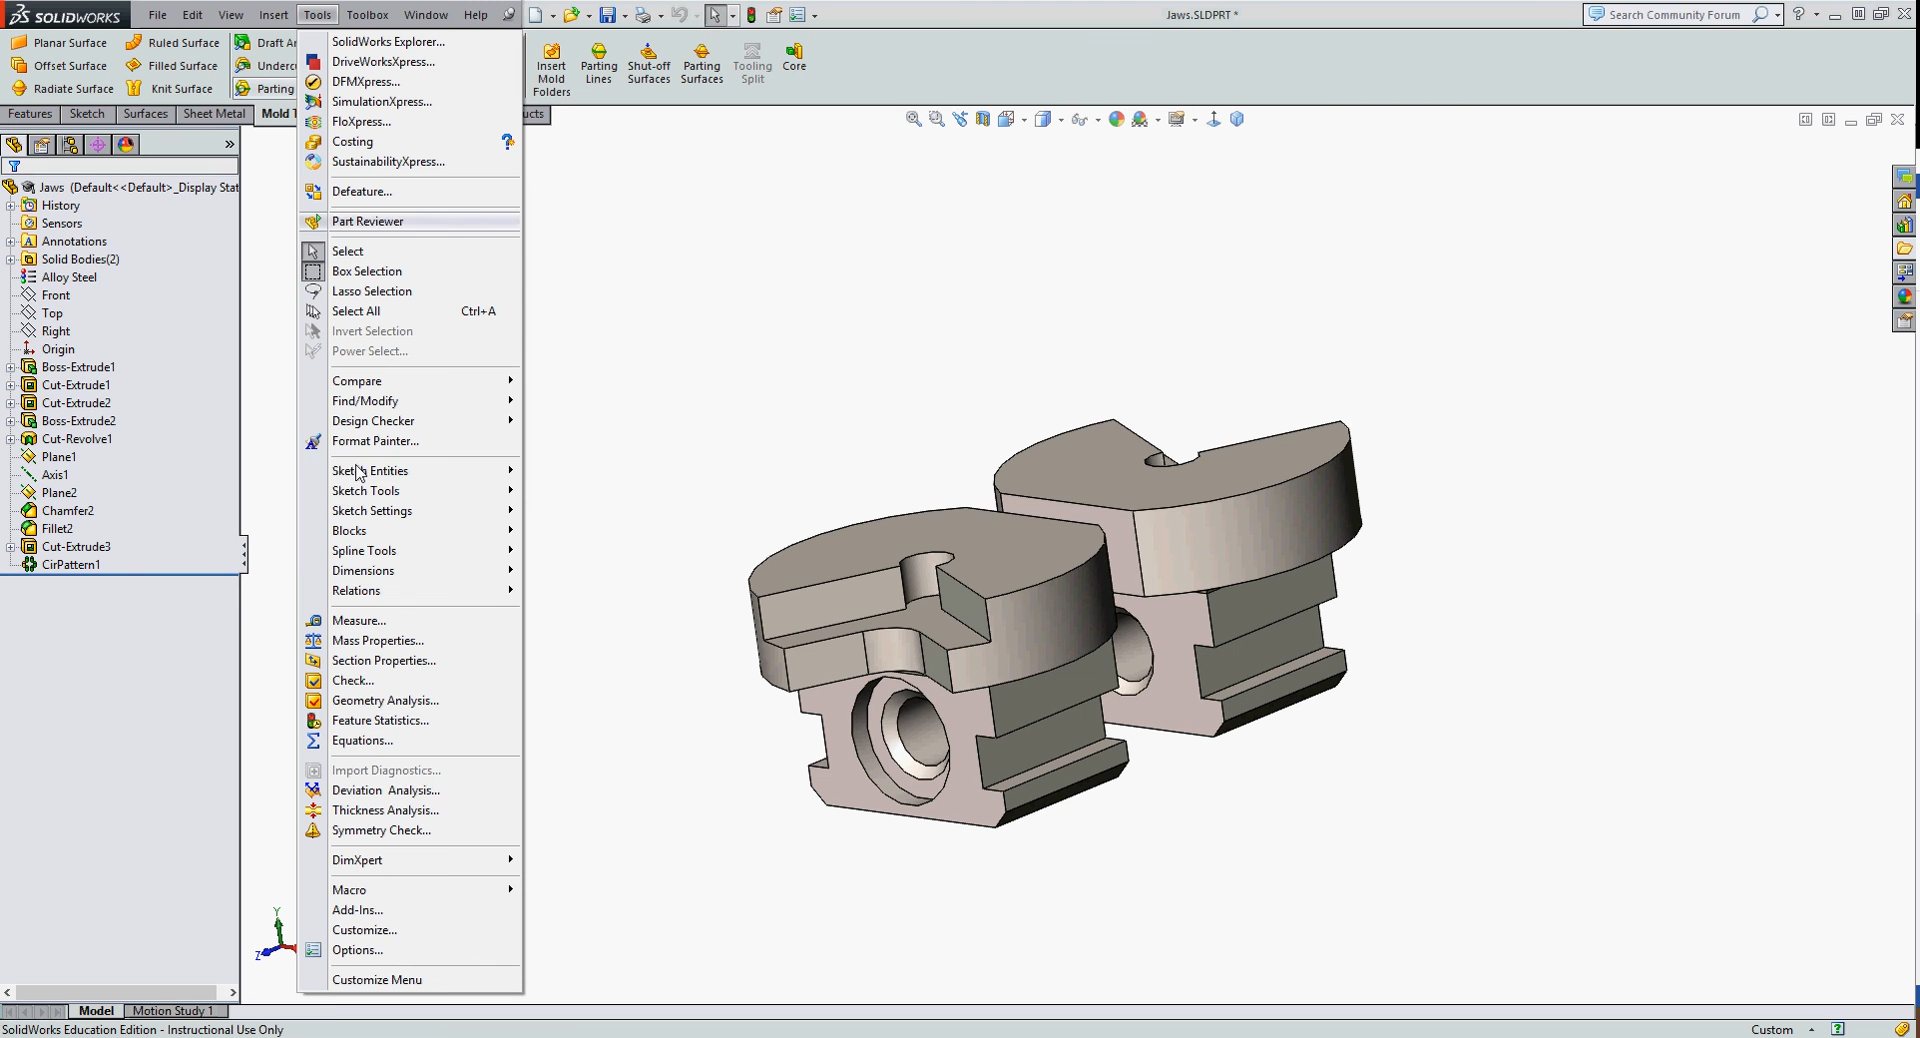 SOLIDWORKS File Edit View Insert Tools Toolbox Window Help Jaws.SLDPRT * Search Community Forum ?
Planar Surface Ruled Surface Draft An
Offset Surface Filled Surface Underc
Radiate Surface Knit Surface Parting
Insert Mold Folders
Parting Lines
Shut-off Surfaces
Parting Surfaces
Tooling Split
Core
Features Sketch Surfaces Sheet Metal Mold T ucts
Jaws (Default<<Default>_Display Stat
History
Sensors
Annotations
Solid Bodies(2)
Alloy Steel
Front
Top
Right
Origin
Boss-Extrude1
Cut-Extrude1
Cut-Extrude2
Boss-Extrude2
Cut-Revolve1
Plane1
Axis1
Plane2
Chamfer2
Fillet2
Cut-Extrude3
CirPattern1
SolidWorks Explorer...
DriveWorksXpress...
DFMXpress...
SimulationXpress...
FloXpress...
Costing
SustainabilityXpress...
Defeature...
Part Reviewer
Select
Box Selection
Lasso Selection
Select All Ctrl+A
Invert Selection
Power Select...
Compare
Find/Modify
Design Checker
Format Painter...
Sketch Entities
Sketch Tools
Sketch Settings
Blocks
Spline Tools
Dimensions
Relations
Measure...
Mass Properties...
Section Properties...
Check...
Geometry Analysis...
Feature Statistics...
Equations...
Import Diagnostics...
Deviation Analysis...
Thickness Analysis...
Symmetry Check...
DimXpert
Macro
Add-Ins...
Customize...
Options...
Customize Menu
Y
Z
Model Motion Study 1
SolidWorks Education Edition - Instructional Use Only Custom ?